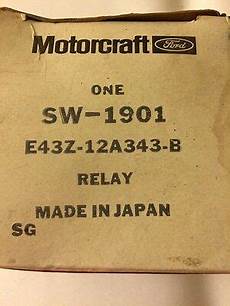 Motorcraft Ford
ONE
SW-1901
E43Z-12A343-B
RELAY
MADE IN JAPAN
SG